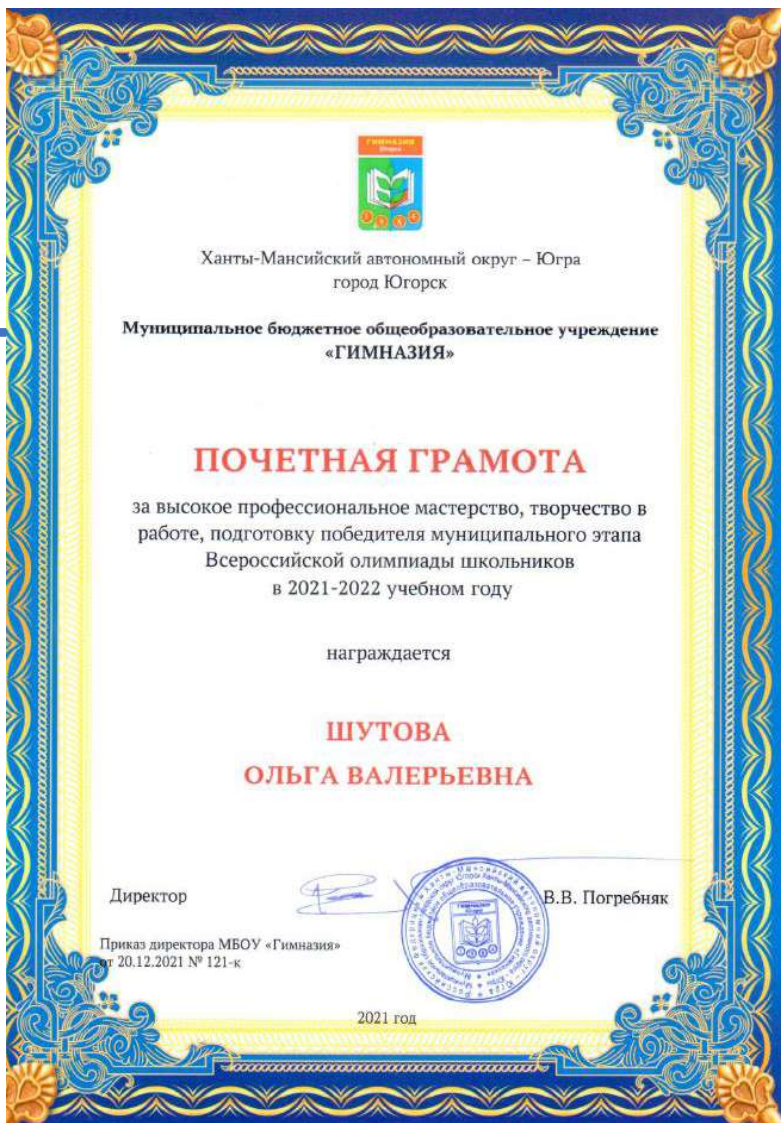 ГИМНАЗИЯ
Югорск
Ханты-Мансийский автономный округ – Югра
город Югорск
Муниципальное бюджетное общеобразовательное учреждение
«ГИМНАЗИЯ»
ПОЧЕТНАЯ ГРАМОТА
за высокое профессиональное мастерство, творчество в
работе, подготовку победителя муниципального этапа
Всероссийской олимпиады школьников
в 2021-2022 учебном году
награждается
ШУТОВА
ОЛЬГА ВАЛЕРЬЕВНА
Директор
В.В. Погребняк
Приказ директора МБОУ «Гимназия»
от 20.12.2021 № 121-к
2021 год